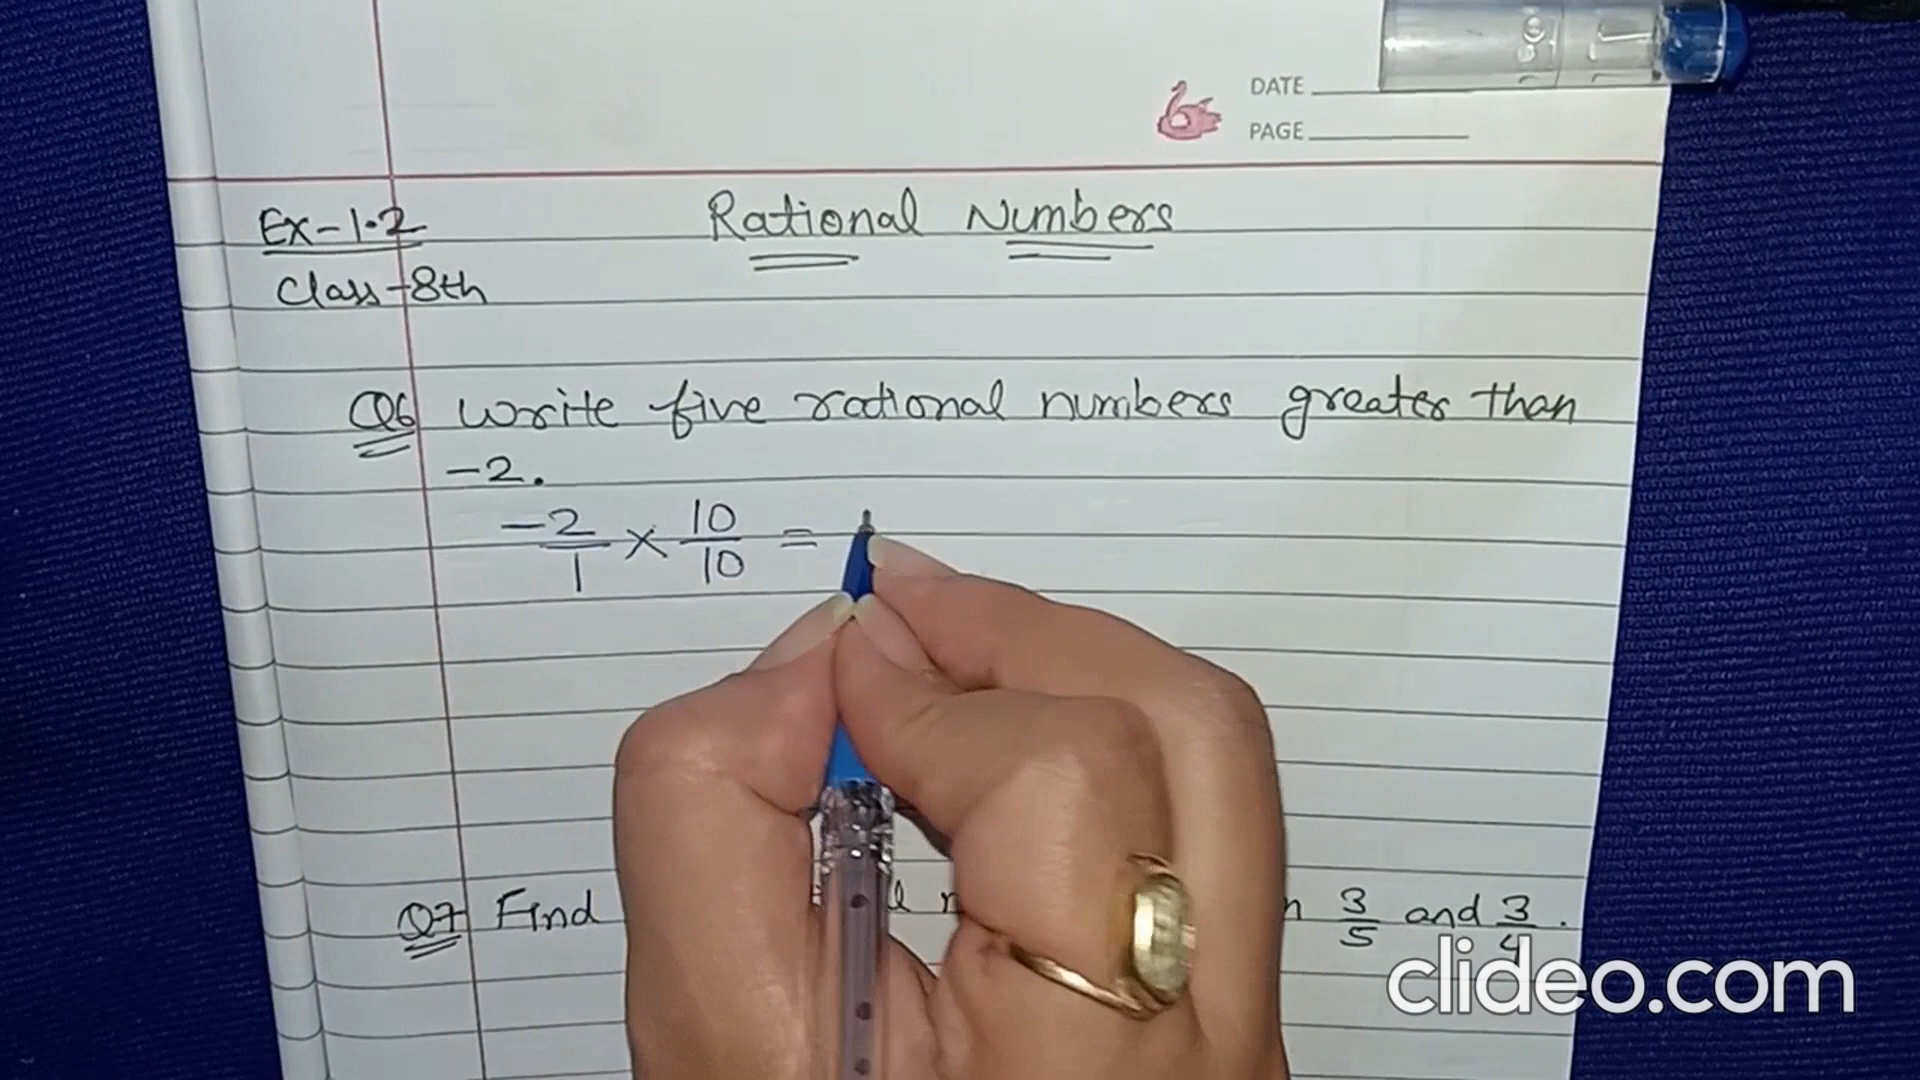 DATE
PAGE
Ex-1.2 Rational Numbers
Class-8th
Q6 Write five rational numbers greater than
-2.
-2/1 × 10/10 =
Q7 Find 3/5 and 3/4.
clideo.com